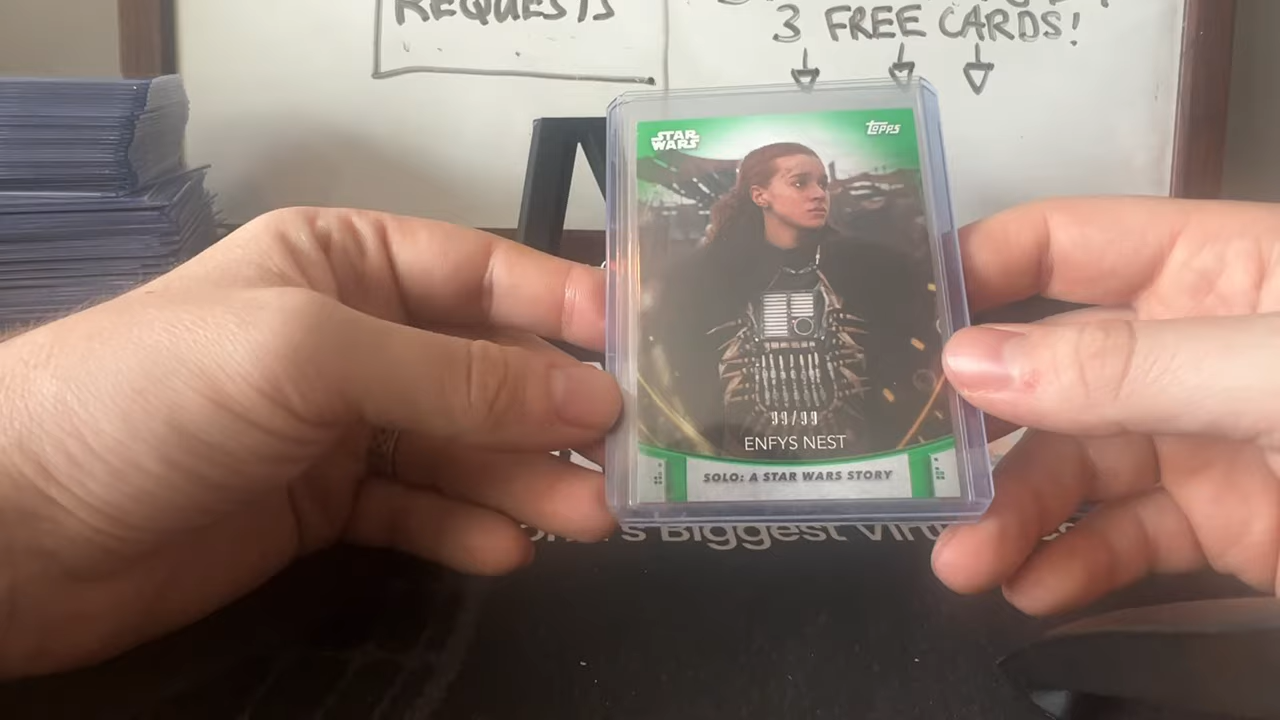 REQUESTS
3 FREE CARDS!
STAR
WARS
Topps
99/99
ENFYS NEST
SOLO: A STAR WARS STORY
Biggest